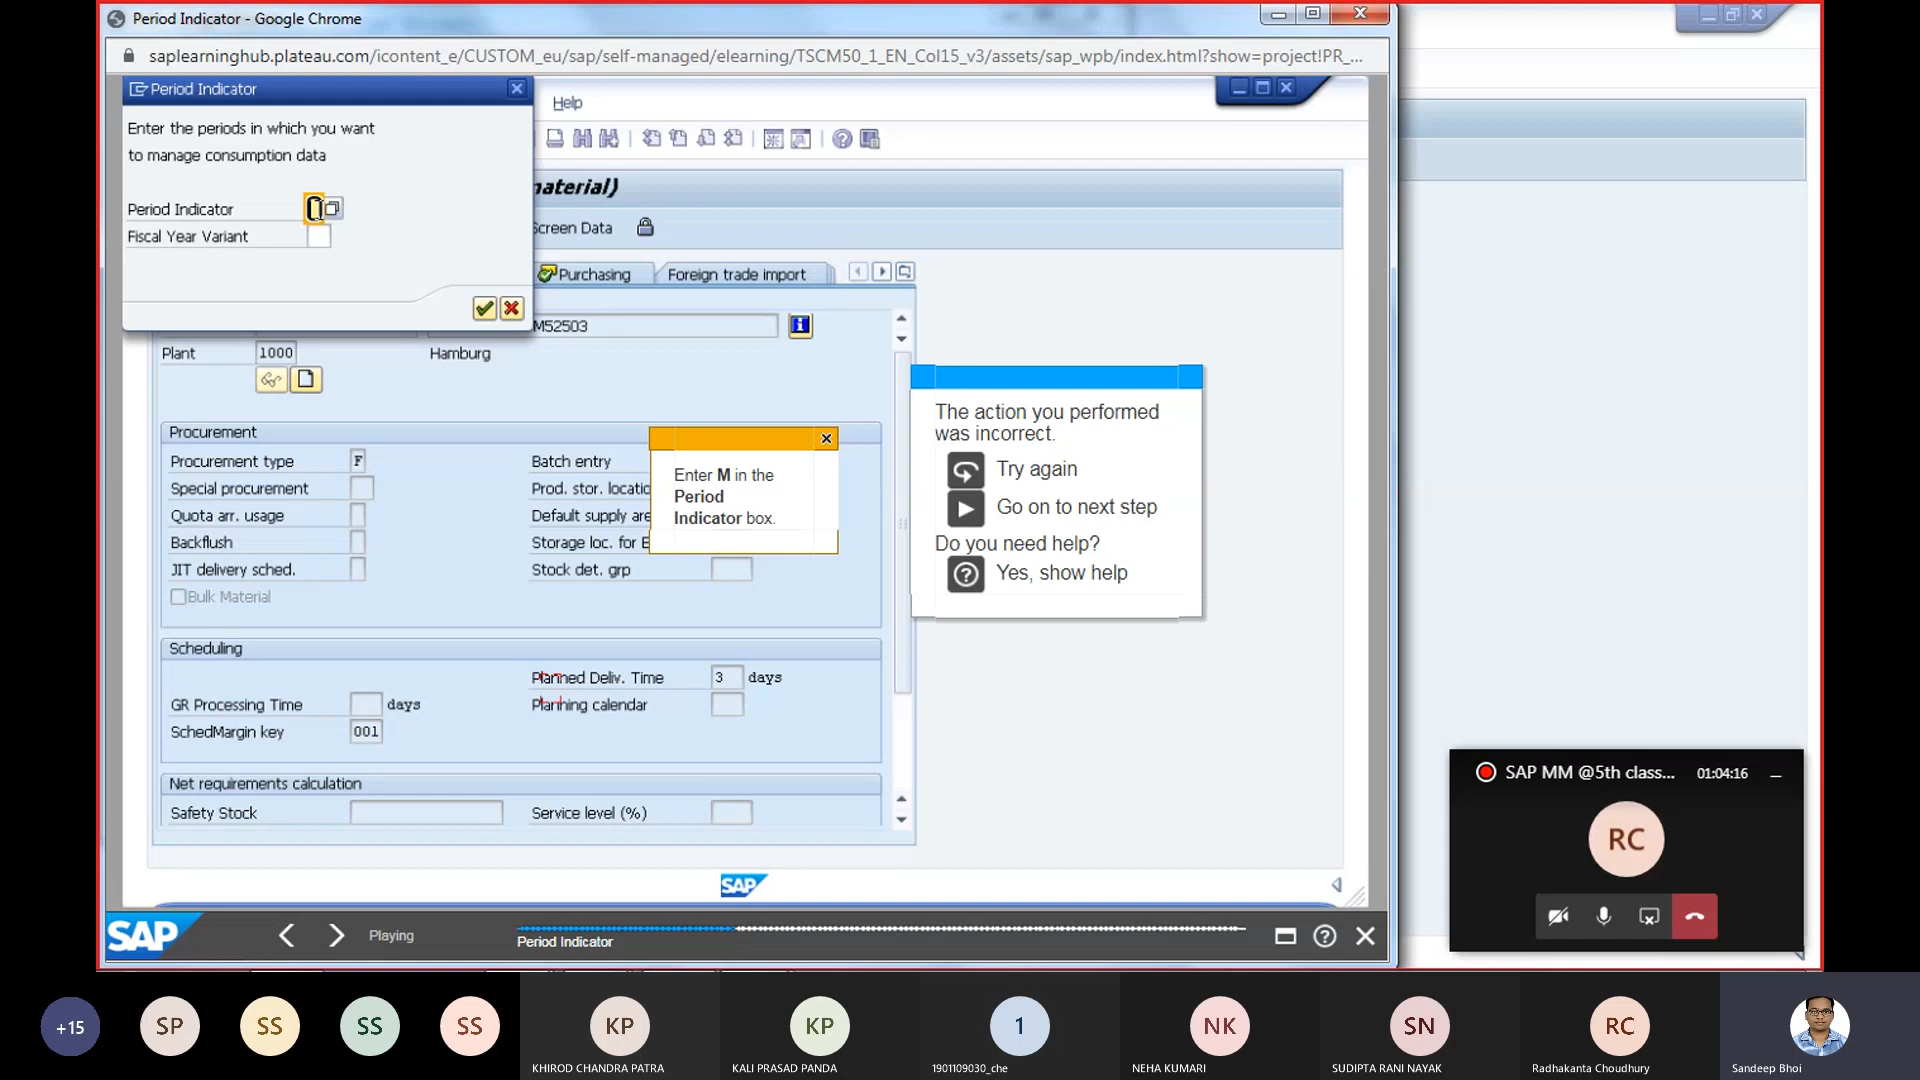 Period Indicator - Google Chrome
saplearninghub.plateau.com/icontent_e/CUSTOM_eu/sap/self-managed/elearning/TSCM50_1_EN_Col15_v3/assets/sap_wpb/index.html?show=project!PR_...
Period Indicator
Help
Enter the periods in which you want
to manage consumption data
Period Indicator
Fiscal Year Variant
material)
Screen Data
Purchasing
Foreign trade import
M52503
Plant 1000 Hamburg
Procurement
Procurement type F Batch entry
Special procurement Prod. stor. locatio
Quota arr. usage Default supply are
Backflush Storage loc. for E
JIT delivery sched. Stock det. grp
Bulk Material
Enter M in the
Period
Indicator box.
The action you performed
was incorrect.
Try again
Go on to next step
Do you need help?
Yes, show help
Scheduling
Planned Deliv. Time 3 days
GR Processing Time days Planning calendar
SchedMargin key 001
Net requirements calculation
Safety Stock Service level (%)
SAP
SAP
Playing
Period Indicator
SAP MM @5th class... 01:04:16
RC
+15
SP
SS
SS
SS
KP
KHIROD CHANDRA PATRA
KP
KALI PRASAD PANDA
1
1901109030_che
NK
NEHA KUMARI
SN
SUDIPTA RANI NAYAK
RC
Radhakanta Choudhury
Sandeep Bhoi